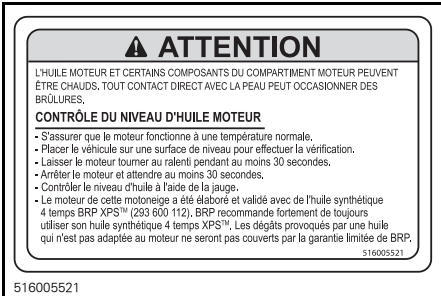 ATTENTION
L'HUILE MOTEUR ET CERTAINS COMPOSANTS DU COMPARTIMENT MOTEUR PEUVENT
ÊTRE CHAUDS. TOUT CONTACT DIRECT AVEC LA PEAU PEUT OCCASIONNER DES
BRÛLURES.
CONTRÔLE DU NIVEAU D'HUILE MOTEUR
- S'assurer que le moteur fonctionne à une température normale.
- Placer le véhicule sur une surface de niveau pour effectuer la vérification.
- Laisser le moteur tourner au ralenti pendant au moins 30 secondes.
- Arrêter le moteur et attendre au moins 30 secondes.
- Contrôler le niveau d'huile à l'aide de la jauge.
- Le moteur de cette motoneige a été élaboré et validé avec de l'huile synthétique
4 temps BRP XPS™ (293 600 112). BRP recommande fortement de toujours
utiliser son huile synthétique 4 temps XPS™. Les dégâts provoqués par une huile
qui n'est pas adaptée au moteur ne seront pas couverts par la garantie limitée de BRP.
516005521
516005521